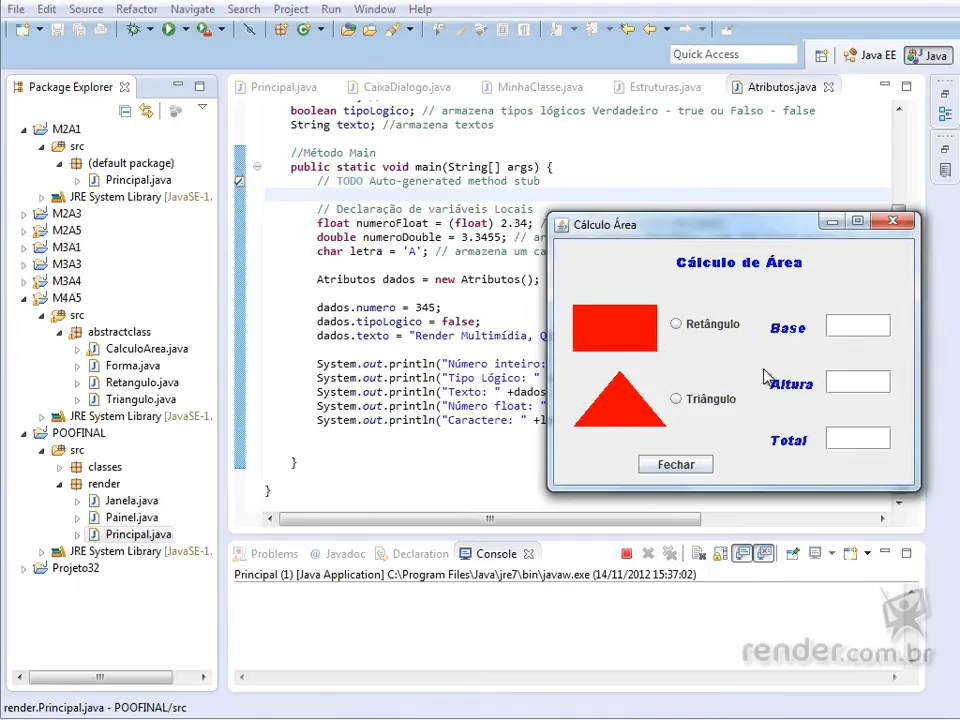 File Edit Source Refactor Navigate Search Project Run Window Help
Quick Access
Java EE
Java
Package Explorer
M2A1
src
(default package)
Principal.java
JRE System Library [JavaSE-1.
M2A3
M2A5
M3A1
M3A3
M3A4
M4A5
src
abstractclass
CalculoArea.java
Forma.java
Retangulo.java
Triangulo.java
JRE System Library [JavaSE-1.
POOFINAL
src
classes
render
Janela.java
Painel.java
Principal.java
JRE System Library [JavaSE-1.
Projeto32
Principal.java CaixaDialogo.java MinhaClasse.java Estruturas.java Atributos.java
boolean tipoLogico; // armazena tipos lógicos Verdadeiro - true ou Falso - false
String texto; //armazena textos
//Método Main
public static void main(String[] args) {
// TODO Auto-generated method stub
// Declaração de variáveis Locais
float numeroFloat = (float) 2.34; /
double numeroDouble = 3.3455; // ar
char letra = 'A'; // armazena um ca
Atributos dados = new Atributos();
dados.numero = 345;
dados.tipoLogico = false;
dados.texto = "Render Multimídia, Q
System.out.println("Número inteiro:
System.out.println("Tipo Lógico: "
System.out.println("Texto: " +dados
System.out.println("Número float: "
System.out.println("Caractere: " +l
}
}
Cálculo Área
Cálculo de Área
Retângulo
Base
Triângulo
Altura
Total
Fechar
Problems Javadoc Declaration Console
Principal (1) [Java Application] C:\Program Files\Java\jre7\bin\javaw.exe (14/11/2012 15:37:02)
render.com.br
render.Principal.java - POOFINAL/src